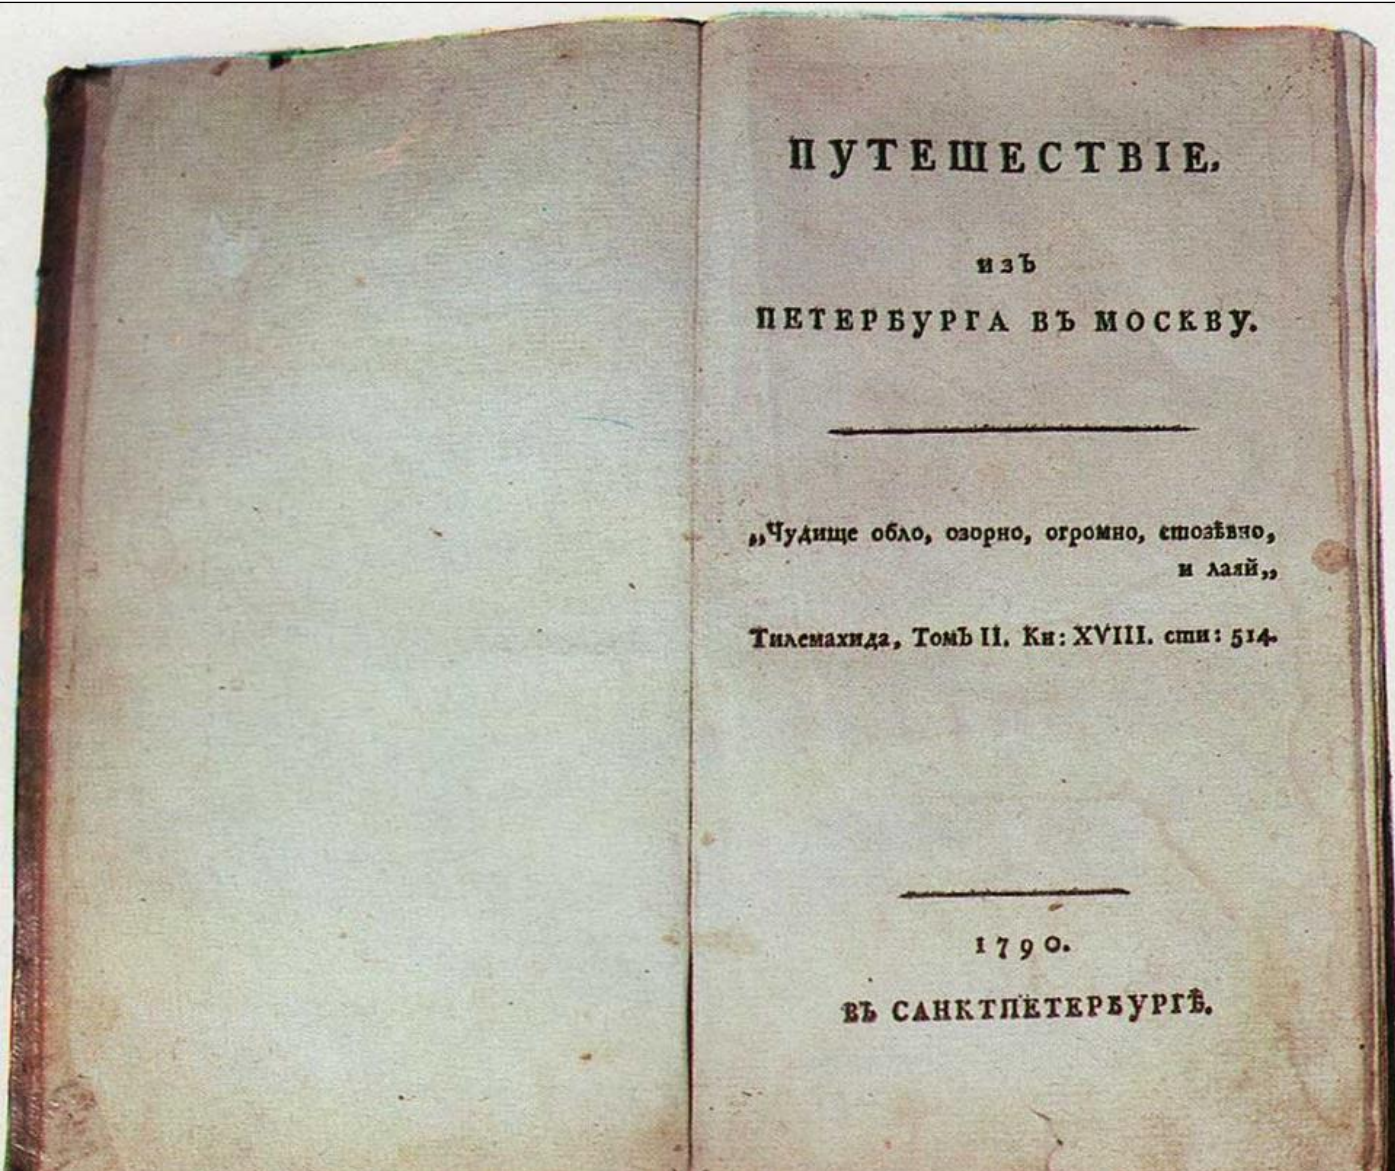 ПУТЕШЕСТВІЕ.
изЪ
ПЕТЕРБУРГА ВЪ МОСКВУ.
„Чудище обло, озорно, огромно, стозѣвно,
и лаяй„
Тилемахида, ТомЪ II. Кн: XVIII. сти: 514.
1790.
ВЪ САНКТПЕТЕРБУРГѢ.